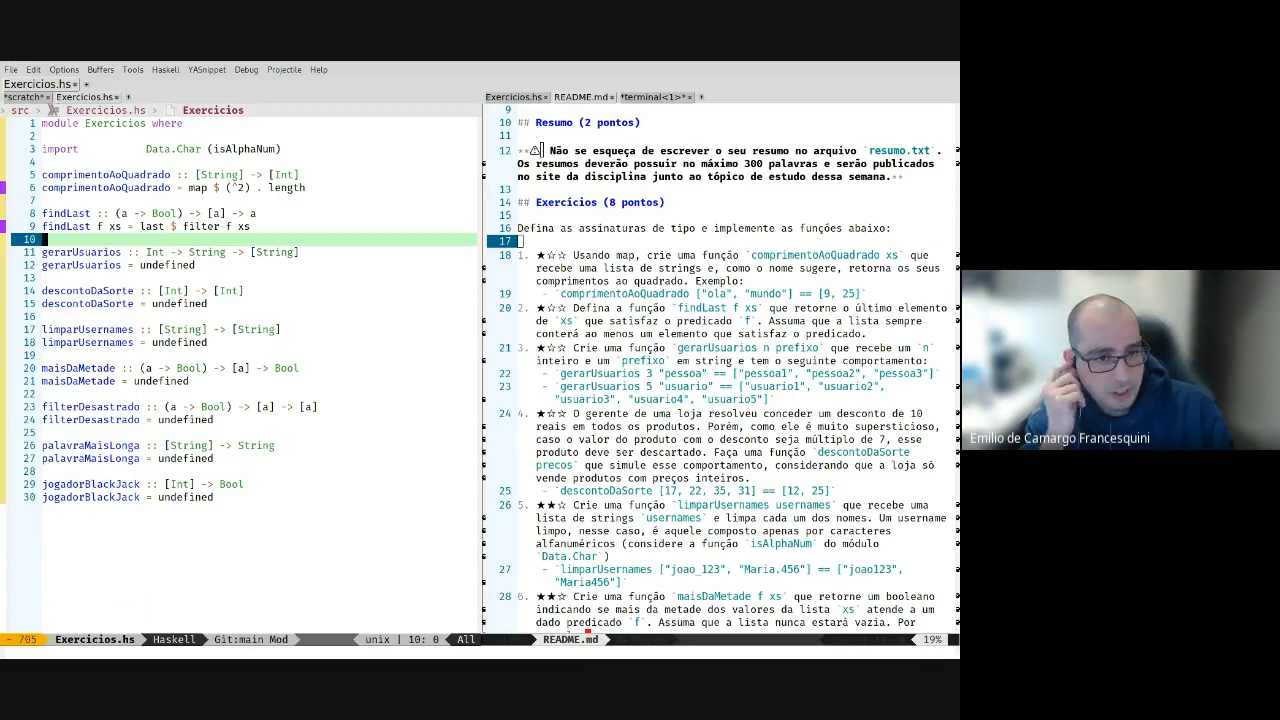 File Edit Options Buffers Tools Haskell YASnippet Debug Projectile Help
Exercicios.hs × +
*scratch* × Exercicios.hs × +
src > Exercicios.hs > Exercicios
1 module Exercicios where
2
3 import Data.Char (isAlphaNum)
4
5 comprimentoAoQuadrado :: [String] -> [Int]
6 comprimentoAoQuadrado = map $ (^2) . length
7
8 findLast :: (a -> Bool) -> [a] -> a
9 findLast f xs = last $ filter f xs
10
11 gerarUsuarios :: Int -> String -> [String]
12 gerarUsuarios = undefined
13
14 descontoDaSorte :: [Int] -> [Int]
15 descontoDaSorte = undefined
16
17 limparUsernames :: [String] -> [String]
18 limparUsernames = undefined
19
20 maisDaMetade :: (a -> Bool) -> [a] -> Bool
21 maisDaMetade = undefined
22
23 filterDesastrado :: (a -> Bool) -> [a] -> [a]
24 filterDesastrado = undefined
25
26 palavraMaisLonga :: [String] -> String
27 palavraMaisLonga = undefined
28
29 jogadorBlackJack :: [Int] -> Bool
30 jogadorBlackJack = undefined
- 705 Exercicios.hs Haskell Git:main Mod unix | 10: 0 All
Exercicios.hs × README.md × *terminal<1>* × +
9
10 ## Resumo (2 pontos)
11
12 **⚠ Não se esqueça de escrever o seu resumo no arquivo `resumo.txt`.
Os resumos deverão possuir no máximo 300 palavras e serão publicados
no site da disciplina junto ao tópico de estudo dessa semana.**
13
14 ## Exercícios (8 pontos)
15
16 Defina as assinaturas de tipo e implemente as funções abaixo:
17
18 1. ★☆☆ Usando map, crie uma função `comprimentoAoQuadrado xs` que
recebe uma lista de strings e, como o nome sugere, retorna os seus
comprimentos ao quadrado. Exemplo:
19 - `comprimentoAoQuadrado ["ola", "mundo"] == [9, 25]`
20 2. ★☆☆ Defina a função `findLast f xs` que retorne o último elemento
de `xs` que satisfaz o predicado `f`. Assuma que a lista sempre
conterá ao menos um elemento que satisfaz o predicado.
21 3. ★☆☆ Crie uma função `gerarUsuarios n prefixo` que recebe um `n`
inteiro e um `prefixo` em string e tem o seguinte comportamento:
22 - `gerarUsuarios 3 "pessoa" == ["pessoa1", "pessoa2", "pessoa3"]`
23 - `gerarUsuarios 5 "usuario" == ["usuario1", "usuario2",
"usuario3", "usuario4", "usuario5"]`
24 4. ★☆☆ O gerente de uma loja resolveu conceder um desconto de 10
reais em todos os produtos. Porém, como ele é muito supersticioso,
caso o valor do produto com o desconto seja múltiplo de 7, esse
produto deve ser descartado. Faça uma função `descontoDaSorte
precos` que simule esse comportamento, considerando que a loja só
vende produtos com preços inteiros.
25 - `descontoDaSorte [17, 22, 35, 31] == [12, 25]`
26 5. ★★☆ Crie uma função `limparUsernames usernames` que recebe uma
lista de strings `usernames` e limpa cada um dos nomes. Um username
limpo, nesse caso, é aquele composto apenas por caracteres
alfanuméricos (considere a função `isAlphaNum` do módulo
`Data.Char`)
27 - `limparUsernames ["joao_123", "Maria.456"] == ["joao123",
"Maria456"]`
28 6. ★★☆ Crie uma função `maisDaMetade f xs` que retorne um booleano
indicando se mais da metade dos valores da lista `xs` atende a um
dado predicado `f`. Assuma que a lista nunca estará vazia. Por
README.md 19%
Emilio de Camargo Francesquini